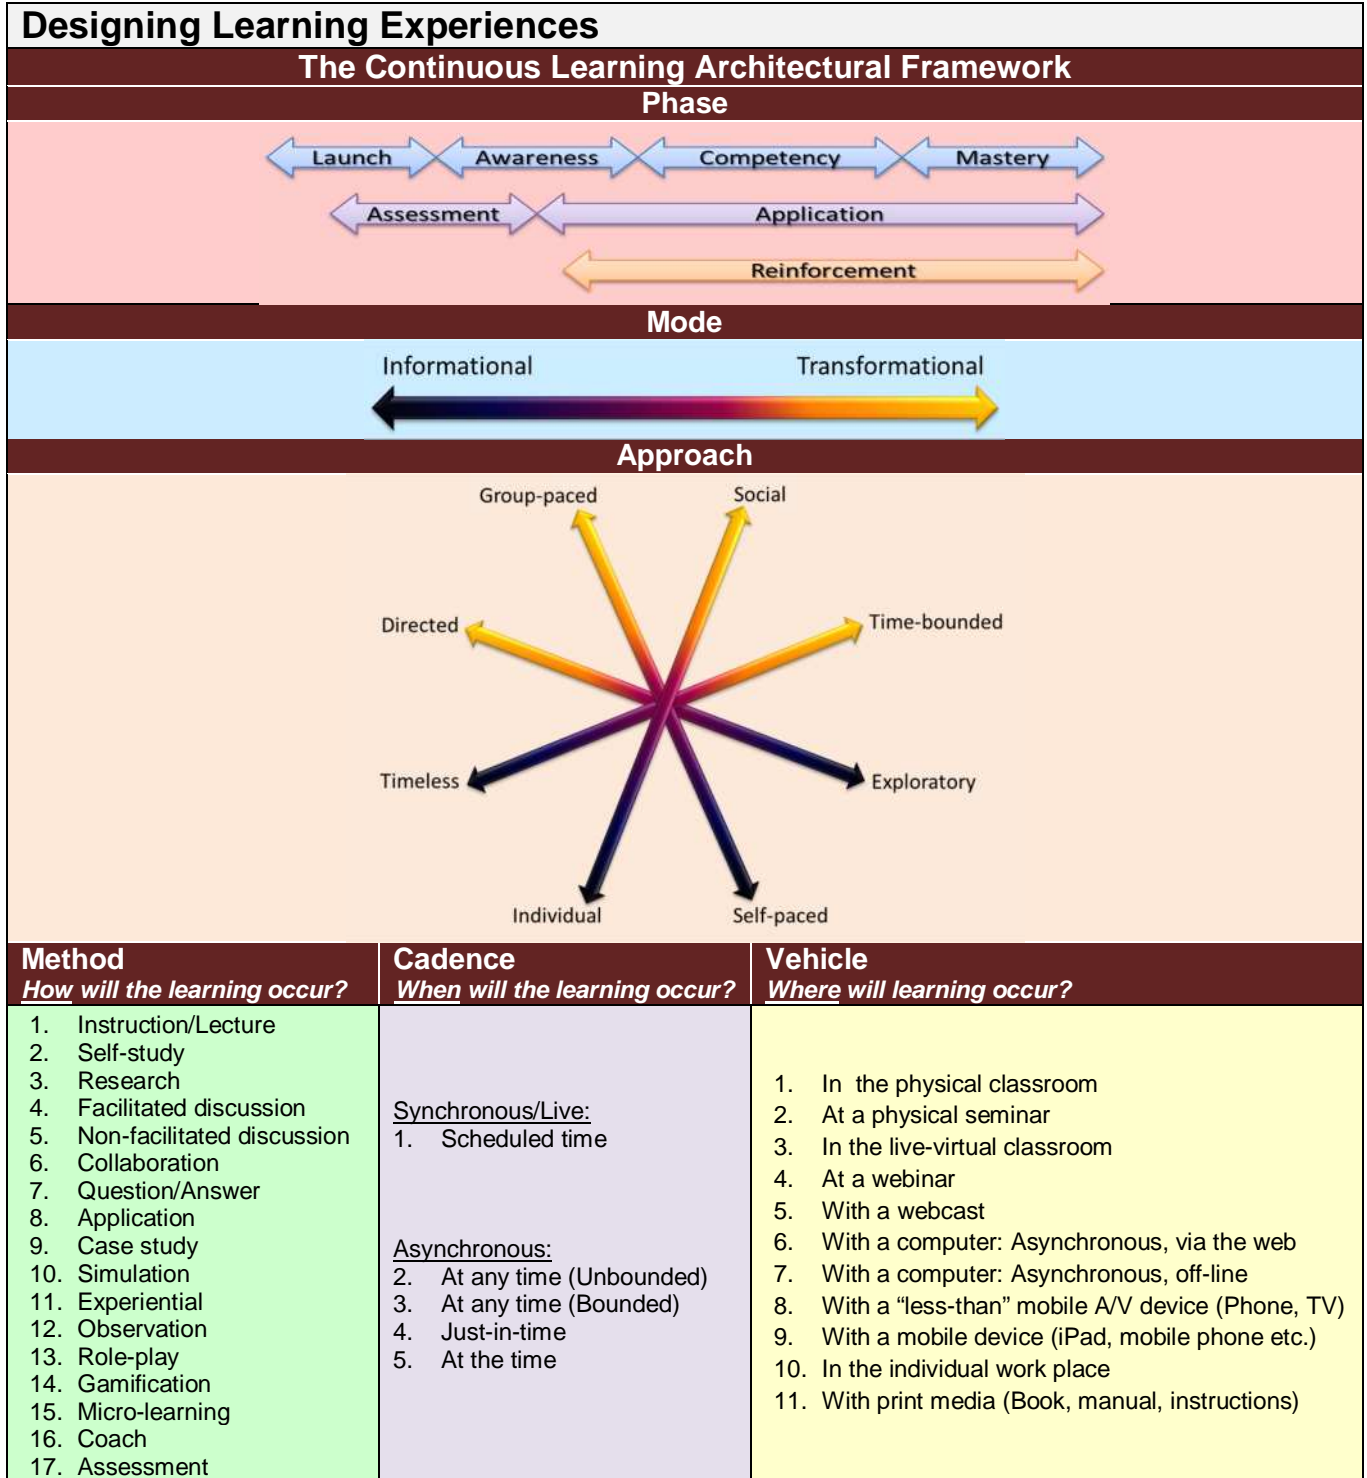 Designing Learning Experiences
The Continuous Learning Architectural Framework
Phase
Launch Awareness Competency Mastery
Assessment Application
Reinforcement
Mode
Informational Transformational
Approach
Group-paced Social
Directed Time-bounded
Timeless Exploratory
Individual Self-paced
Method
How will the learning occur?
1. Instruction/Lecture
2. Self-study
3. Research
4. Facilitated discussion
5. Non-facilitated discussion
6. Collaboration
7. Question/Answer
8. Application
9. Case study
10. Simulation
11. Experiential
12. Observation
13. Role-play
14. Gamification
15. Micro-learning
16. Coach
17. Assessment
Cadence
When will the learning occur?
Synchronous/Live:
1. Scheduled time
Asynchronous:
2. At any time (Unbounded)
3. At any time (Bounded)
4. Just-in-time
5. At the time
Vehicle
Where will learning occur?
1. In the physical classroom
2. At a physical seminar
3. In the live-virtual classroom
4. At a webinar
5. With a webcast
6. With a computer: Asynchronous, via the web
7. With a computer: Asynchronous, off-line
8. With a “less-than” mobile A/V device (Phone, TV)
9. With a mobile device (iPad, mobile phone etc.)
10. In the individual work place
11. With print media (Book, manual, instructions)